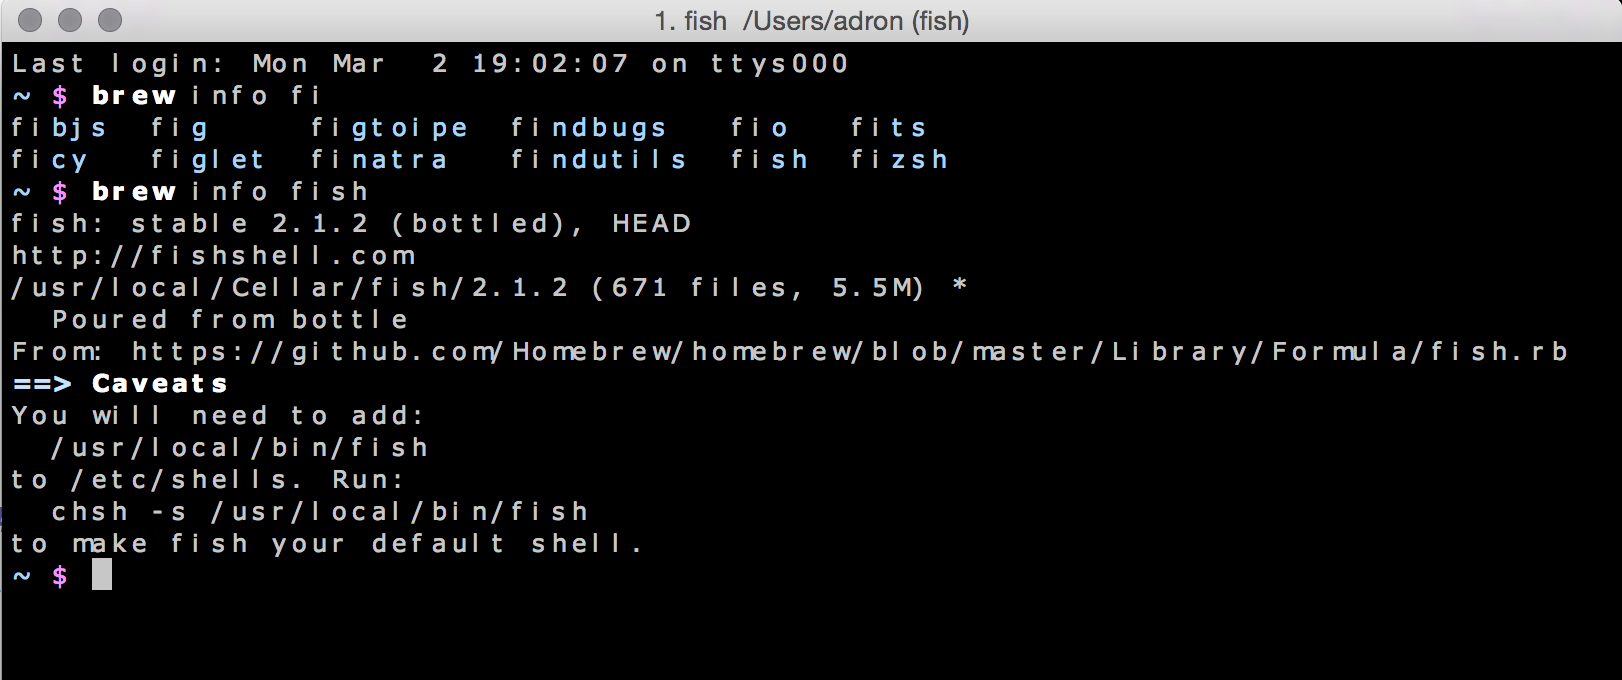 1. fish  /Users/adron (fish)
Last login: Mon Mar  2 19:02:07 on ttys000
~ $ brew info fi
fibjs  fig     figtoipe  findbugs   fio   fits
ficy   figlet  finatra   findutils  fish  fizsh
~ $ brew info fish
fish: stable 2.1.2 (bottled), HEAD
http://fishshell.com
/usr/local/Cellar/fish/2.1.2 (671 files, 5.5M) *
  Poured from bottle
From: https://github.com/Homebrew/homebrew/blob/master/Library/Formula/fish.rb
==> Caveats
You will need to add:
  /usr/local/bin/fish
to /etc/shells. Run:
  chsh -s /usr/local/bin/fish
to make fish your default shell.
~ $